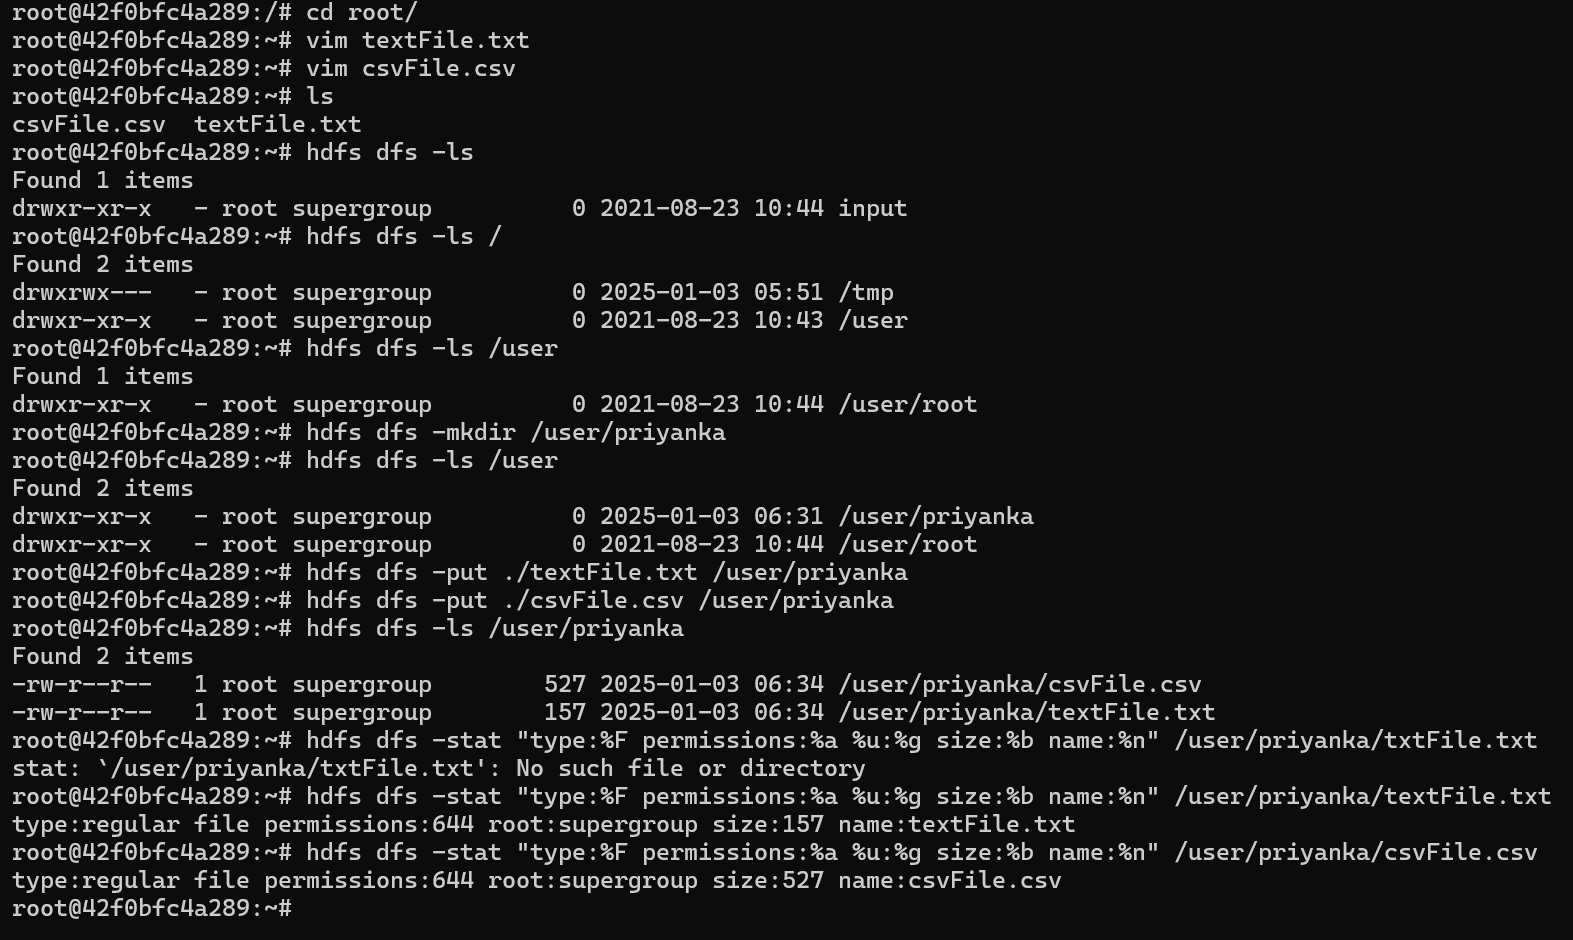 root@42f0bfc4a289:/# cd root/
root@42f0bfc4a289:~# vim textFile.txt
root@42f0bfc4a289:~# vim csvFile.csv
root@42f0bfc4a289:~# ls
csvFile.csv  textFile.txt
root@42f0bfc4a289:~# hdfs dfs -ls
Found 1 items
drwxr-xr-x   - root supergroup          0 2021-08-23 10:44 input
root@42f0bfc4a289:~# hdfs dfs -ls /
Found 2 items
drwxrwx---   - root supergroup          0 2025-01-03 05:51 /tmp
drwxr-xr-x   - root supergroup          0 2021-08-23 10:43 /user
root@42f0bfc4a289:~# hdfs dfs -ls /user
Found 1 items
drwxr-xr-x   - root supergroup          0 2021-08-23 10:44 /user/root
root@42f0bfc4a289:~# hdfs dfs -mkdir /user/priyanka
root@42f0bfc4a289:~# hdfs dfs -ls /user
Found 2 items
drwxr-xr-x   - root supergroup          0 2025-01-03 06:31 /user/priyanka
drwxr-xr-x   - root supergroup          0 2021-08-23 10:44 /user/root
root@42f0bfc4a289:~# hdfs dfs -put ./textFile.txt /user/priyanka
root@42f0bfc4a289:~# hdfs dfs -put ./csvFile.csv /user/priyanka
root@42f0bfc4a289:~# hdfs dfs -ls /user/priyanka
Found 2 items
-rw-r--r--   1 root supergroup        527 2025-01-03 06:34 /user/priyanka/csvFile.csv
-rw-r--r--   1 root supergroup        157 2025-01-03 06:34 /user/priyanka/textFile.txt
root@42f0bfc4a289:~# hdfs dfs -stat "type:%F permissions:%a %u:%g size:%b name:%n" /user/priyanka/txtFile.txt
stat: `/user/priyanka/txtFile.txt': No such file or directory
root@42f0bfc4a289:~# hdfs dfs -stat "type:%F permissions:%a %u:%g size:%b name:%n" /user/priyanka/textFile.txt
type:regular file permissions:644 root:supergroup size:157 name:textFile.txt
root@42f0bfc4a289:~# hdfs dfs -stat "type:%F permissions:%a %u:%g size:%b name:%n" /user/priyanka/csvFile.csv
type:regular file permissions:644 root:supergroup size:527 name:csvFile.csv
root@42f0bfc4a289:~#